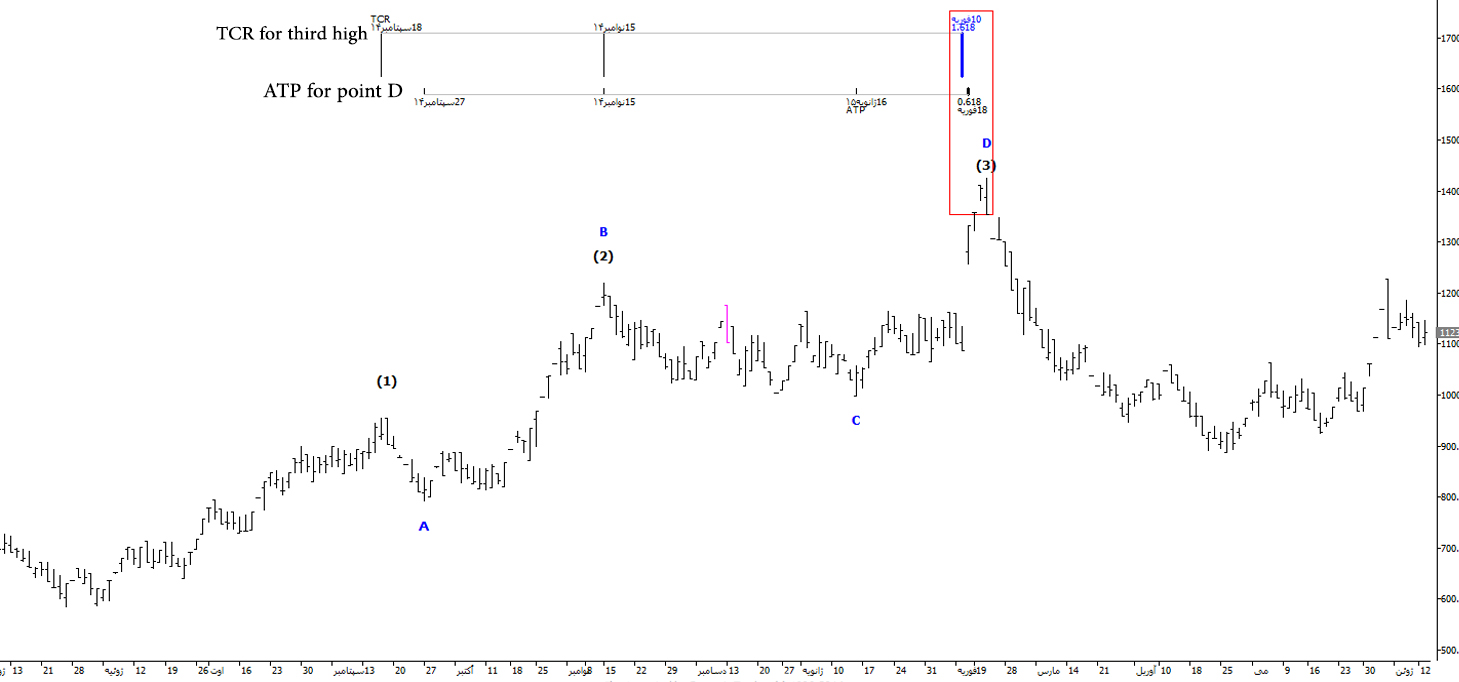 TCR
18سپتامبر۱۴
15نوامبر۱۴
10فوریه
1.618
TCR for third high
ATP for point D
27سپتامبر۱۴
15نوامبر۱۴
16ژانویه۱۵
ATP
0.618
18فوریه
D
(3)
B
(2)
(1)
C
A
1700
1600
1500
1400
1300
1200
1123
1100
1000
900.
800.
700.
600.
500.
13 21 28 ژوئیه 12 19 26 اوت 16 23 30 سپتامبر 13 20 27 اکتبر 11 18 25 نوامبر 8 15 22 29 دسامبر 13 20 27 ژانویه 10 17 24 31 فوریه 19 28 مارس 14 21 آوریل 10 18 25 می 9 16 23 30 ژوئن 12